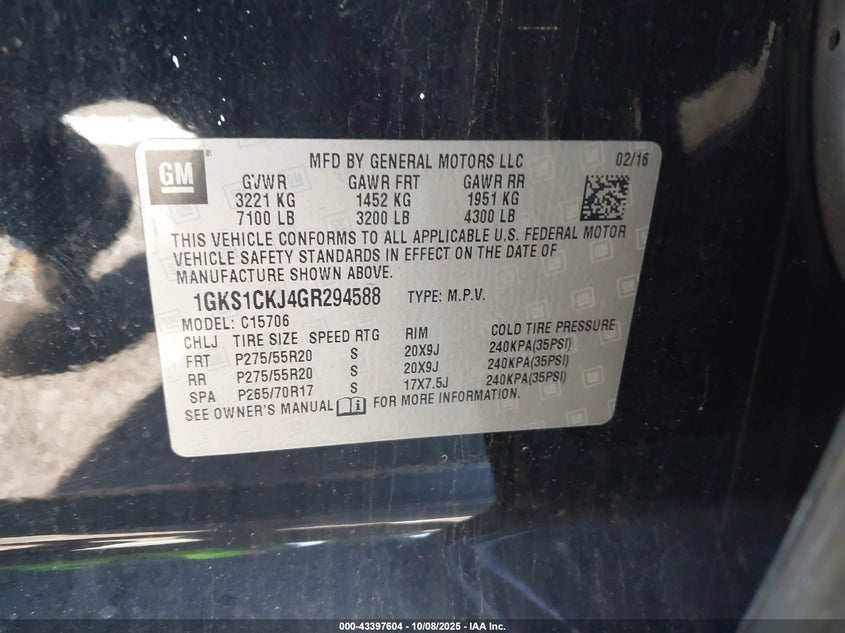 GM
MFD BY GENERAL MOTORS LLC 02/16
GVWR GAWR FRT GAWR RR
3221 KG 1452 KG 1951 KG
7100 LB 3200 LB 4300 LB
THIS VEHICLE CONFORMS TO ALL APPLICABLE U.S. FEDERAL MOTOR
VEHICLE SAFETY STANDARDS IN EFFECT ON THE DATE OF
MANUFACTURE SHOWN ABOVE.
1GKS1CKJ4GR294588 TYPE: M.P.V.
MODEL: C15706
CHLJ TIRE SIZE SPEED RTG RIM COLD TIRE PRESSURE
FRT P275/55R20 S 20X9J 240KPA(35PSI)
RR P275/55R20 S 20X9J 240KPA(35PSI)
SPA P265/70R17 S 17X7.5J 240KPA(35PSI)
SEE OWNER'S MANUAL FOR MORE INFORMATION.
000-43397604 - 10/08/2025 - IAA Inc.